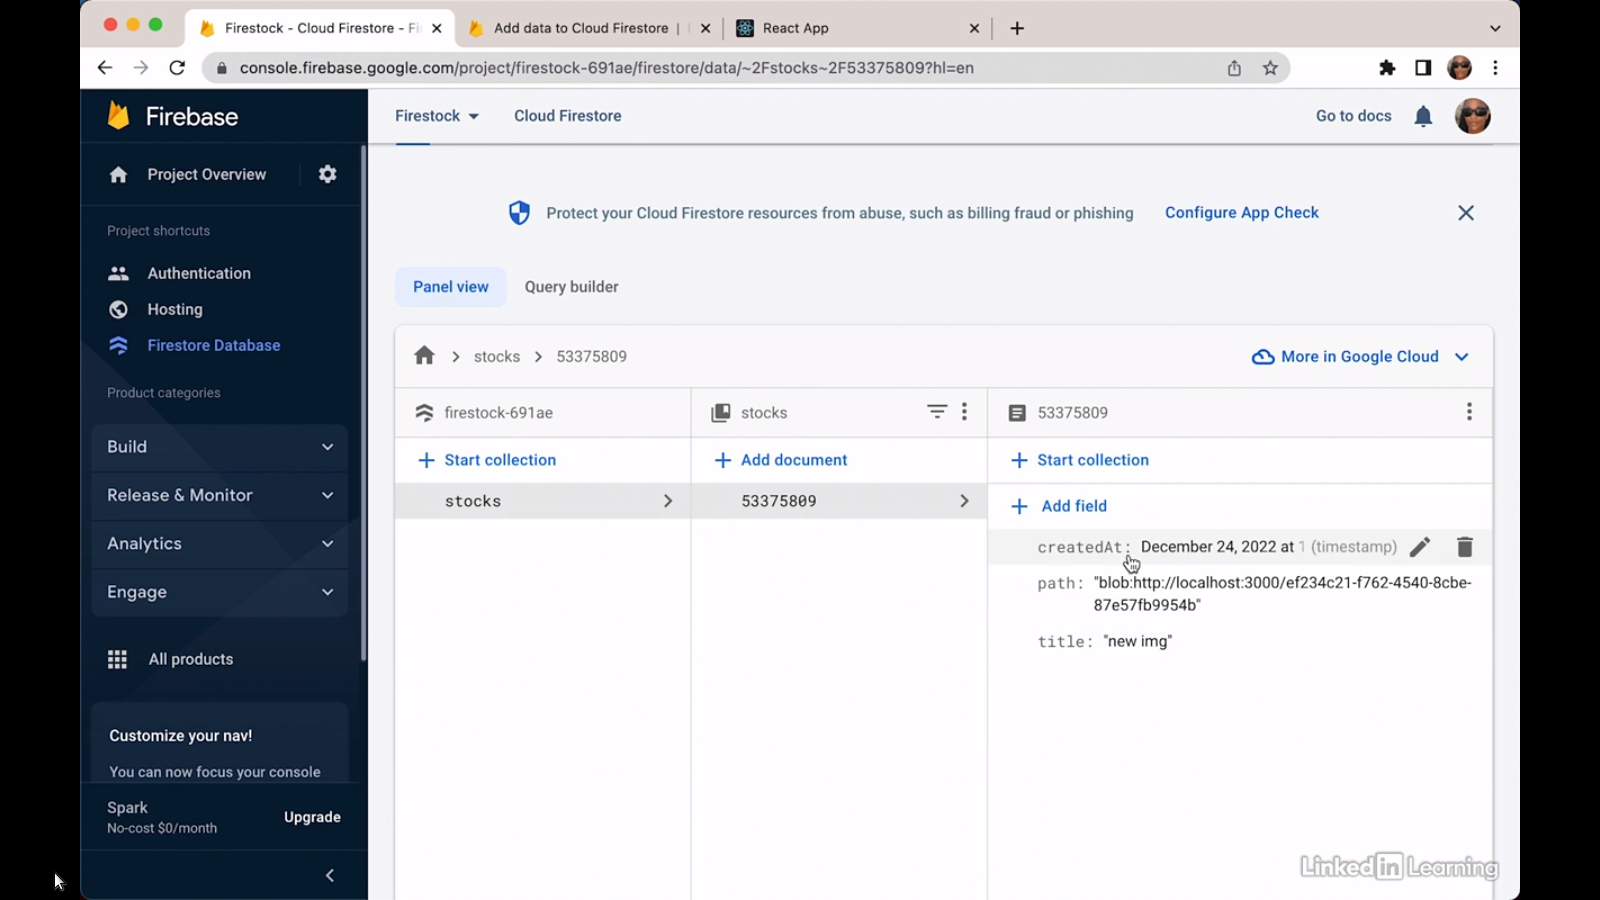 Firestock - Cloud Firestore - Fi
Add data to Cloud Firestore |
React App
console.firebase.google.com/project/firestock-691ae/firestore/data/~2Fstocks~2F53375809?hl=en
Firebase
Firestock
Cloud Firestore
Go to docs
Project Overview
Protect your Cloud Firestore resources from abuse, such as billing fraud or phishing
Configure App Check
Project shortcuts
Authentication
Hosting
Firestore Database
Product categories
Build
Release & Monitor
Analytics
Engage
All products
Customize your nav!
You can now focus your console
Spark
No-cost $0/month
Upgrade
Panel view
Query builder
stocks
53375809
More in Google Cloud
firestock-691ae
stocks
53375809
Start collection
Add document
Start collection
stocks
53375809
Add field
createdAt: December 24, 2022 at 1 (timestamp)
path: "blob:http://localhost:3000/ef234c21-f762-4540-8cbe-
87e57fb9954b"
title: "new img"
Linked in Learning